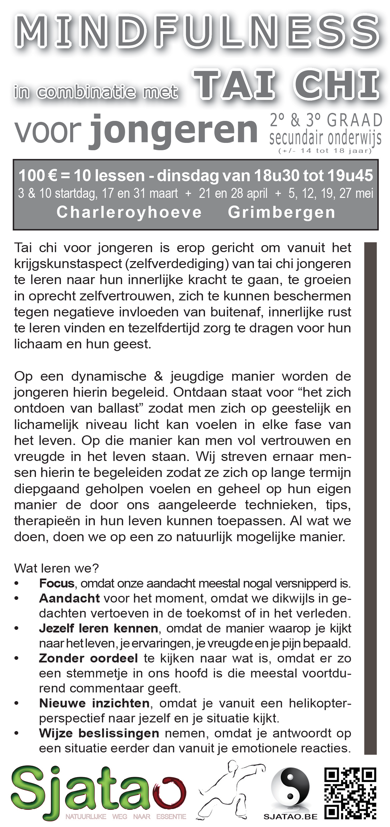 MINDFULNESS
in combinatie met TAI CHI
voor jongeren 2° & 3° GRAAD
secundair onderwijs
(+/- 14 tot 18 jaar)
100 € = 10 lessen - dinsdag van 18u30 tot 19u45
3 & 10 startdag, 17 en 31 maart + 21 en 28 april + 5, 12, 19, 27 mei
Charleroyhoeve Grimbergen
Tai chi voor jongeren is erop gericht om vanuit het
krijgskunstaspect (zelfverdediging) van tai chi jongeren
te leren naar hun innerlijke kracht te gaan, te groeien
in oprecht zelfvertrouwen, zich te kunnen beschermen
tegen negatieve invloeden van buitenaf, innerlijke rust
te leren vinden en tezelfdertijd zorg te dragen voor hun
lichaam en hun geest.
Op een dynamische & jeugdige manier worden de
jongeren hierin begeleid. Ontdaan staat voor “het zich
ontdoen van ballast” zodat men zich op geestelijk en
lichamelijk niveau licht kan voelen in elke fase van
het leven. Op die manier kan men vol vertrouwen en
vreugde in het leven staan. Wij streven ernaar men-
sen hierin te begeleiden zodat ze zich op lange termijn
diepgaand geholpen voelen en geheel op hun eigen
manier de door ons aangeleerde technieken, tips,
therapieën in hun leven kunnen toepassen. Al wat we
doen, doen we op een zo natuurlijk mogelijke manier.
Wat leren we?
• Focus, omdat onze aandacht meestal nogal versnipperd is.
• Aandacht voor het moment, omdat we dikwijls in ge-
dachten vertoeven in de toekomst of in het verleden.
• Jezelf leren kennen, omdat de manier waarop je kijkt
naar het leven, je ervaringen, je vreugde en je pijn bepaald.
• Zonder oordeel te kijken naar wat is, omdat er zo
een stemmetje in ons hoofd is die meestal voortdu-
rend commentaar geeft.
• Nieuwe inzichten, omdat je vanuit een helikopter-
perspectief naar jezelf en je situatie kijkt.
• Wijze beslissingen nemen, omdat je antwoordt op
een situatie eerder dan vanuit je emotionele reacties.
Sjatao
NATUURLIJKE WEG NAAR ESSENTIE
SJATAO.BE